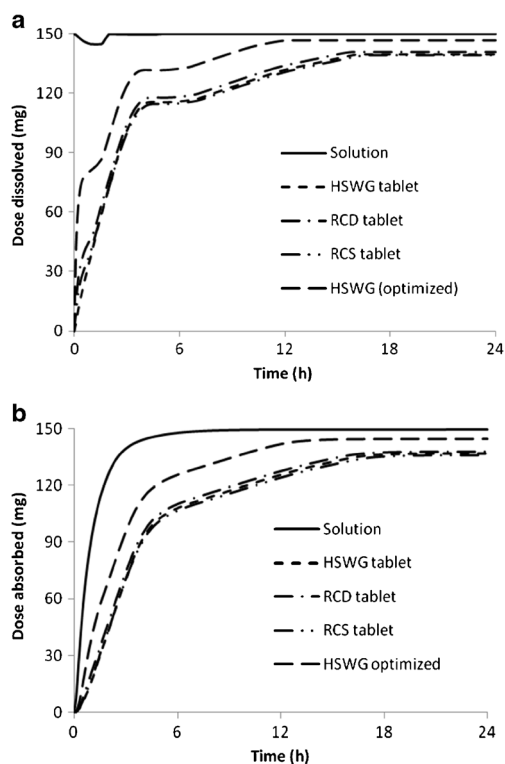 a
150
120
90
60
30
0
Dose dissolved (mg)
Solution
HSWG tablet
RCD tablet
RCS tablet
HSWG (optimized)
0 6 12 18 24
Time (h)
b
150
120
90
60
30
0
Dose absorbed (mg)
Solution
HSWG tablet
RCD tablet
RCS tablet
HSWG optimized
0 6 12 18 24
Time (h)